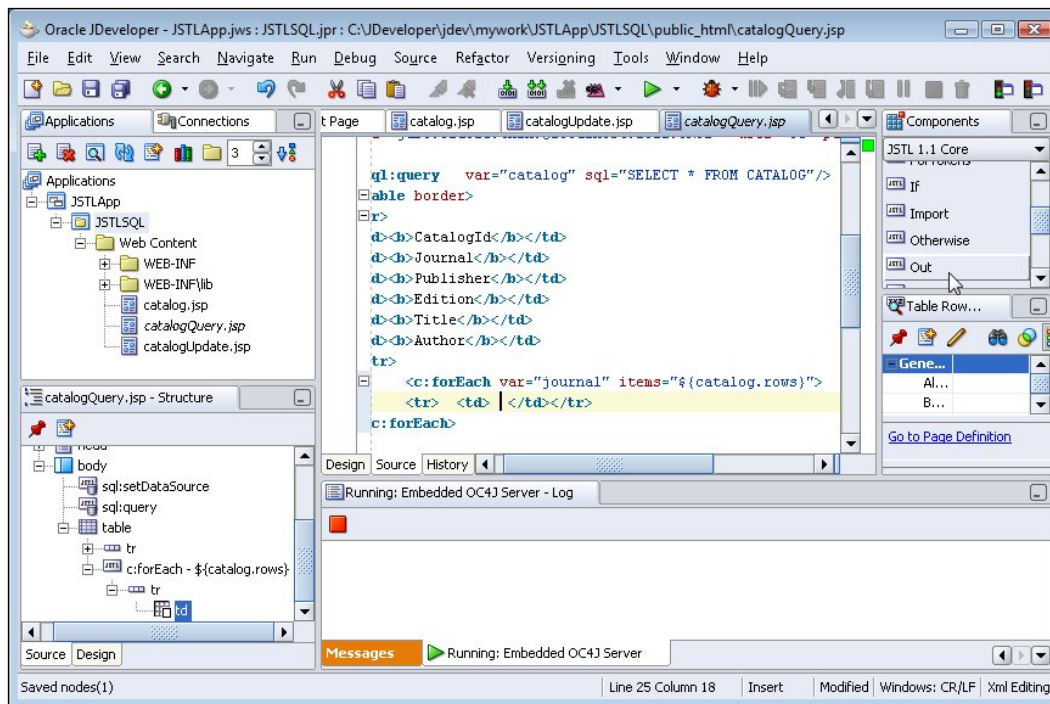 Oracle JDeveloper - JSTLApp.jws : JSTLSQL.jpr : C:\JDeveloper\jdev\mywork\JSTLApp\JSTLSQL\public_html\catalogQuery.jsp
File Edit View Search Navigate Run Debug Source Refactor Versioning Tools Window Help
Applications Connections
3
Applications
JSTLApp
JSTLSQL
Web Content
WEB-INF
WEB-INF\lib
catalog.jsp
catalogQuery.jsp
catalogUpdate.jsp
catalogQuery.jsp - Structure
body
sql:setDataSource
sql:query
table
tr
c:forEach - ${catalog.rows}
tr
td
Source Design
t Page catalog.jsp catalogUpdate.jsp catalogQuery.jsp
ql:query var="catalog" sql="SELECT * FROM CATALOG"/>
able border>
r>
d><b>CatalogId</b></td>
d><b>Journal</b></td>
d><b>Publisher</b></td>
d><b>Edition</b></td>
d><b>Title</b></td>
d><b>Author</b></td>
tr>
<c:forEach var="journal" items="${catalog.rows}">
<tr> <td> </td></tr>
c:forEach>
Design Source History
Components
JSTL 1.1 Core
If
Import
Otherwise
Out
Table Row...
Gene...
Al...
B...
Go to Page Definition
Running: Embedded OC4J Server - Log
Messages Running: Embedded OC4J Server
Saved nodes(1) Line 25 Column 18 Insert Modified Windows: CR/LF Xml Editing